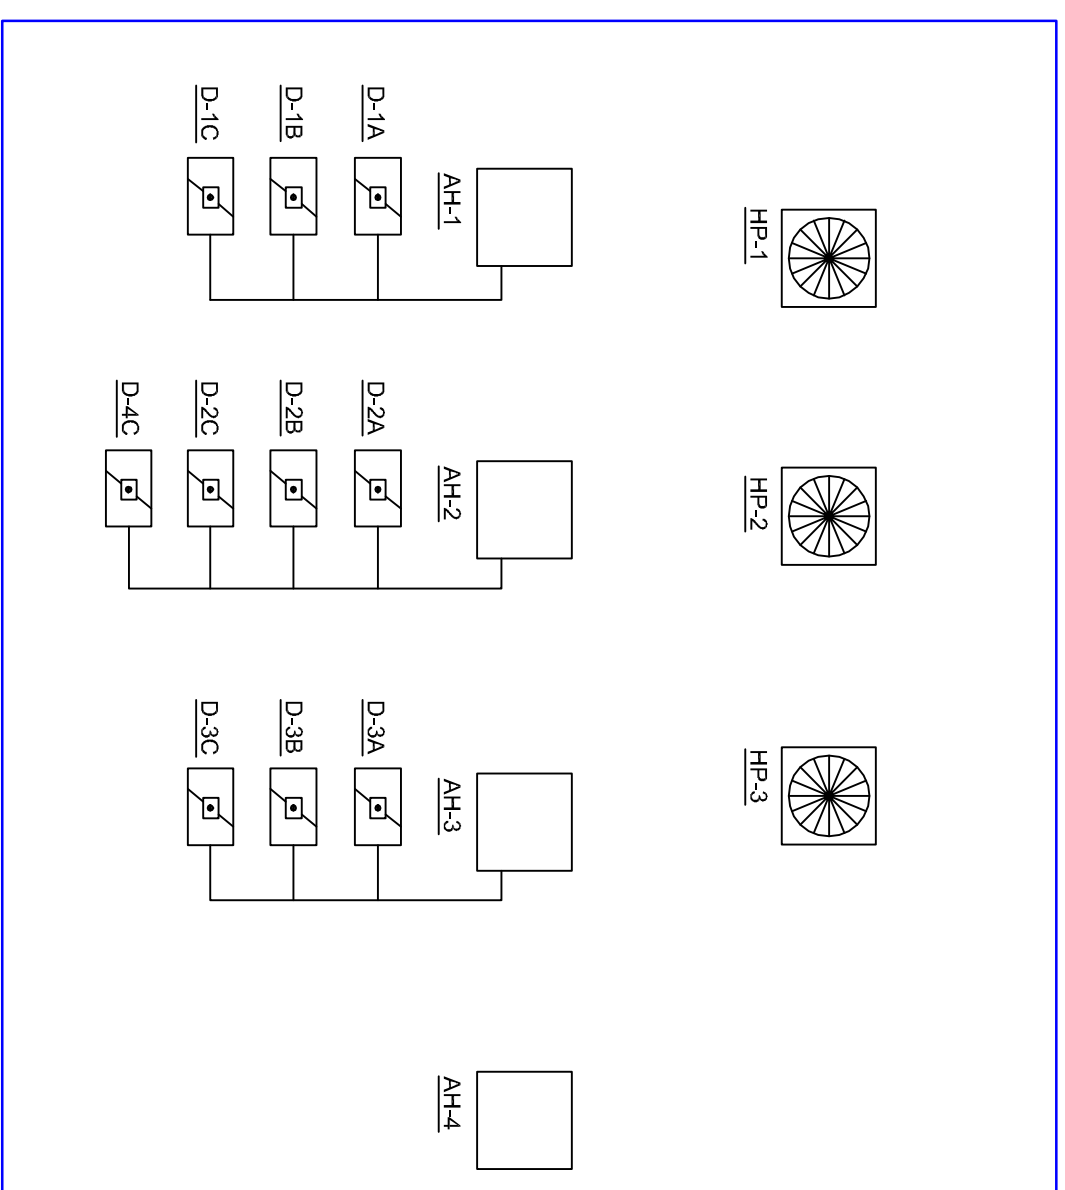 HP-1
HP-2
HP-3
AH-1
AH-2
AH-3
AH-4
D-1A
D-2A
D-3A
D-1B
D-2B
D-3B
D-1C
D-2C
D-3C
D-4C